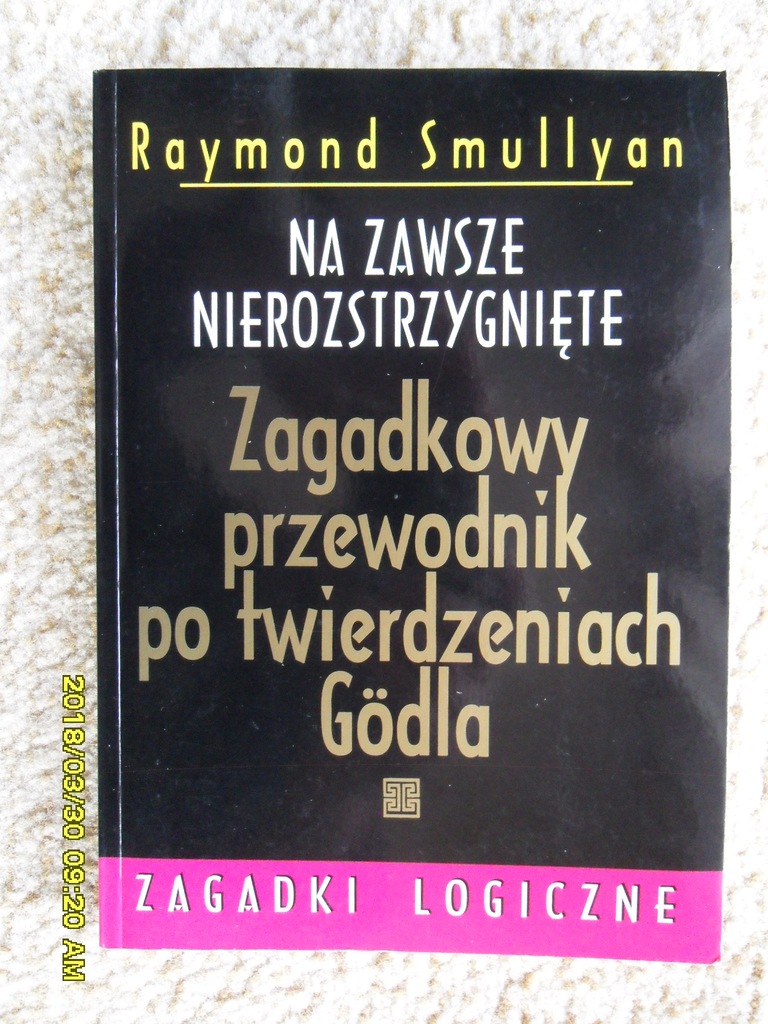 Raymond Smullyan
NA ZAWSZE
NIEROZSTRZYGNIĘTE
Zagadkowy
przewodnik
po twierdzeniach
Gödla
ZAGADKI LOGICZNE
2018/03/30 09:20 AM